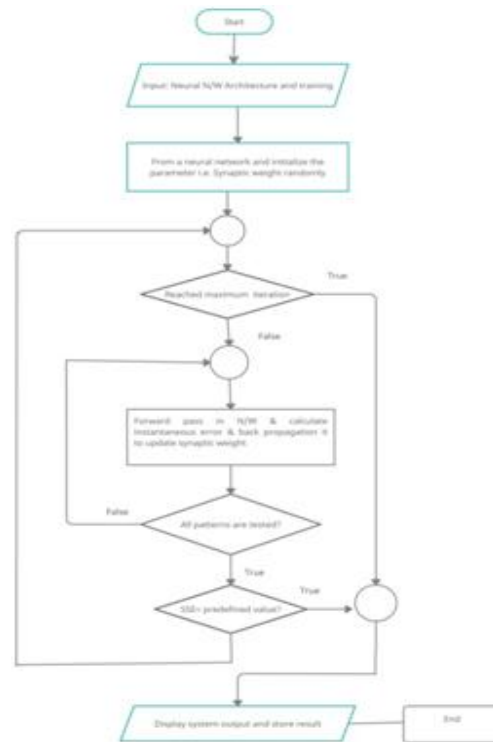 Start
Input: Neural N/W Architecture and training
From a neural network and initialize the
parameter i.e. Synaptic weight randomly
Reached maximum iteration
True
False
Forward pass in N/W & calculate
instantaneous error & back propagation it
to update synaptic weight.
All patterns are tested?
False
True
predefined value?
True
Display system output and store result
End